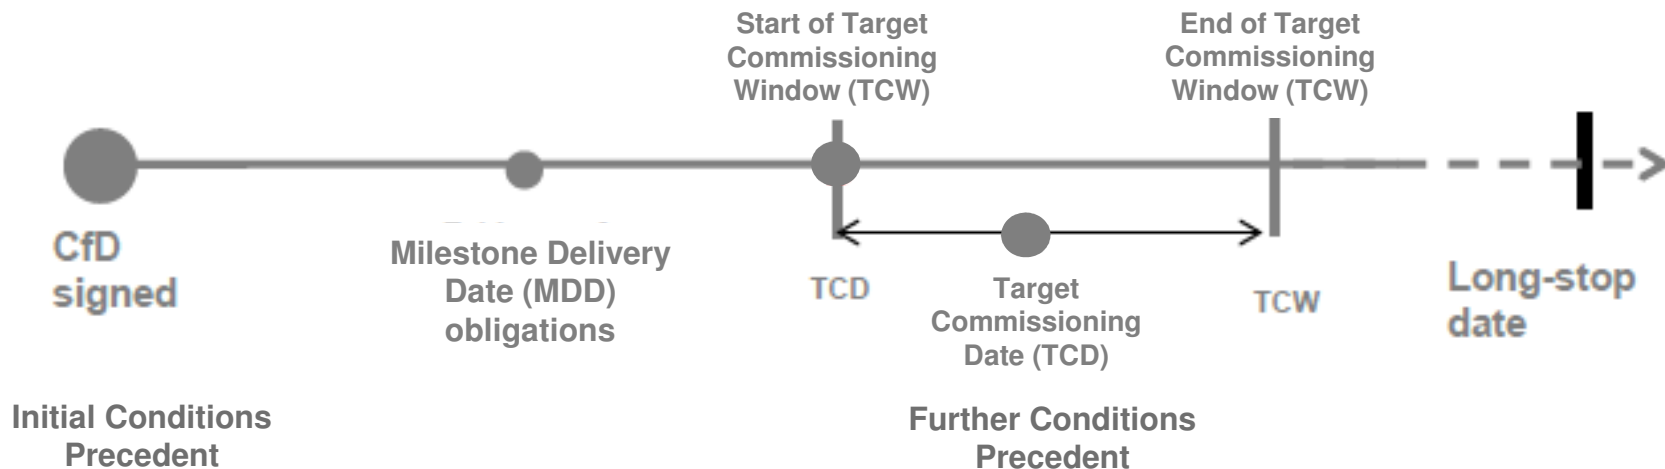 Start of Target
Commissioning
Window (TCW)
End of Target
Commissioning
Window (TCW)
CfD
signed
Milestone Delivery
Date (MDD)
obligations
TCD
Target
Commissioning
Date (TCD)
TCW
Long-stop
date
Initial Conditions
Precedent
Further Conditions
Precedent